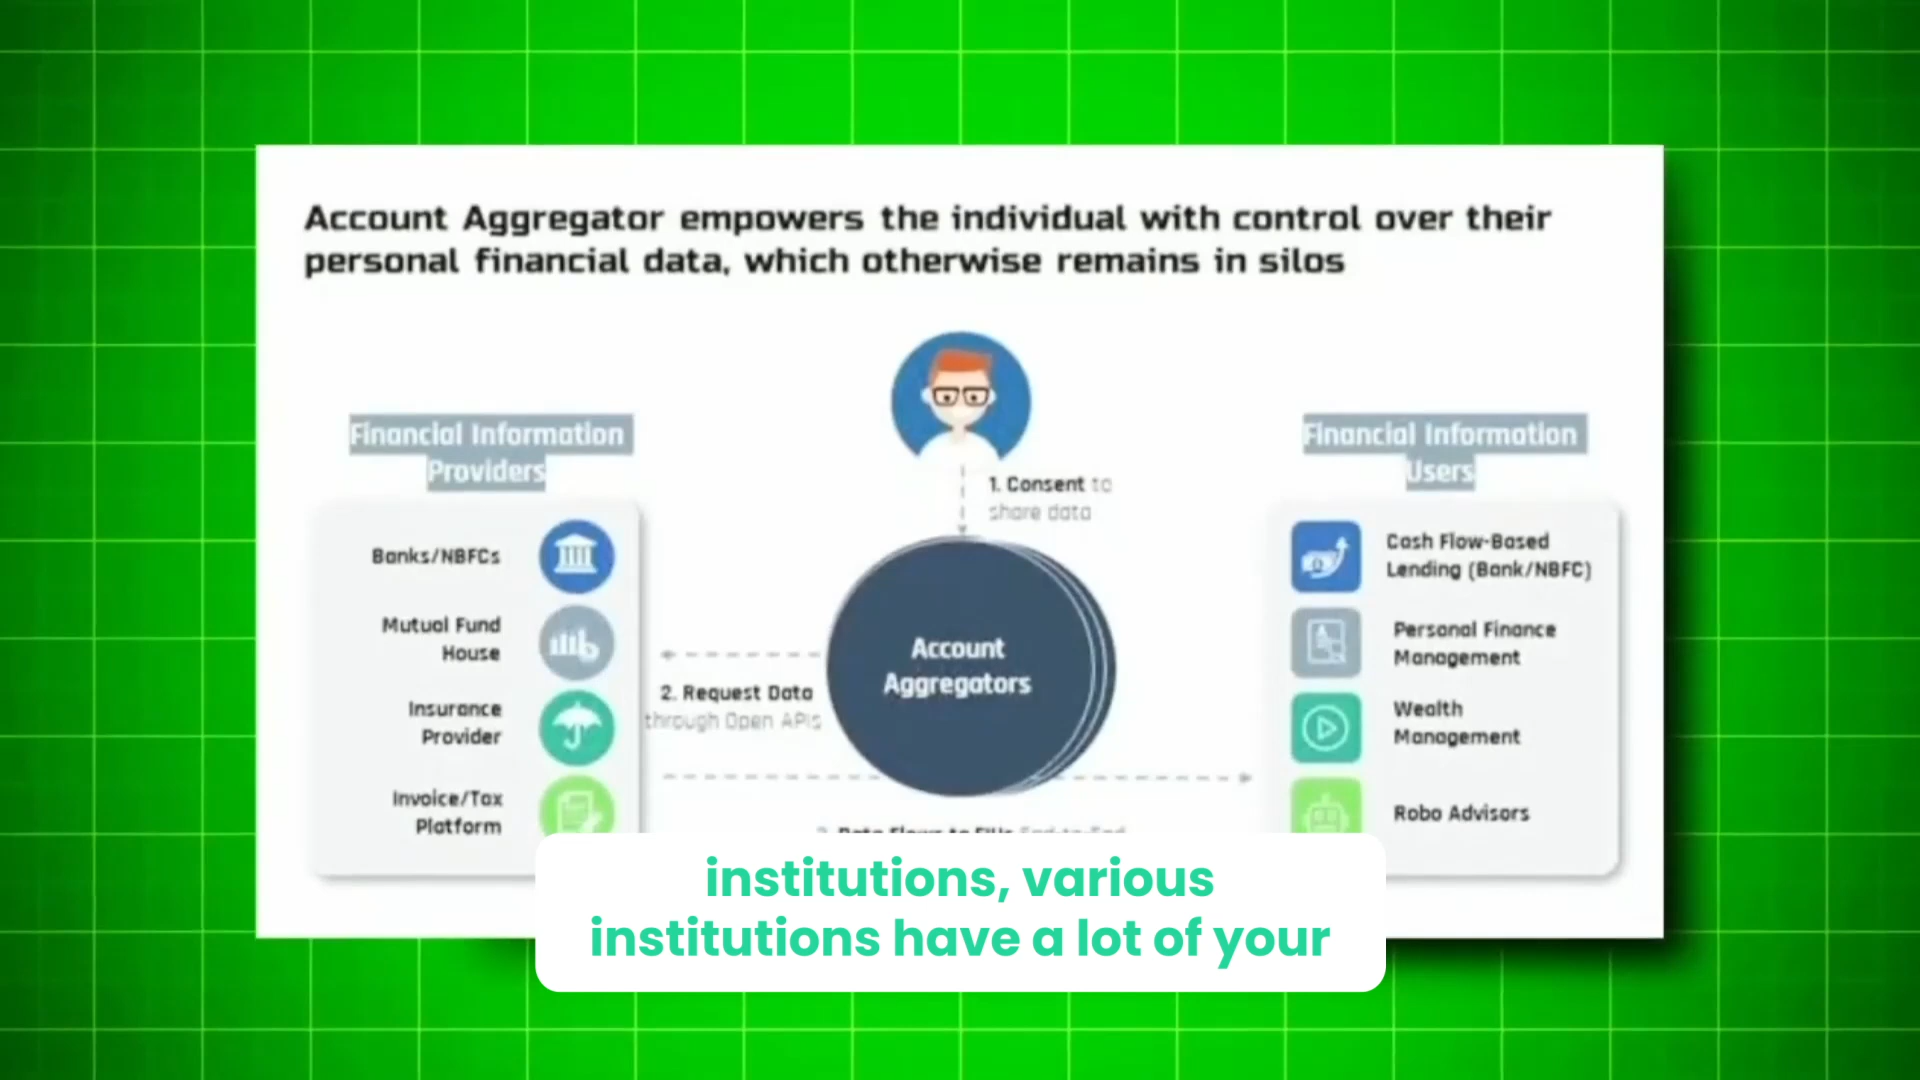 Account Aggregator empowers the individual with control over their
personal financial data, which otherwise remains in silos
Financial Information
Providers
Banks/NBFCs
Mutual Fund
House
Insurance
Provider
Invoice/Tax
Platform
1. Consent to
share data
2. Request Data
through Open APIs
Account
Aggregators
Financial Information
Users
Cash Flow-Based
Lending (Bank/NBFC)
Personal Finance
Management
Wealth
Management
Robo Advisors
institutions, various
institutions have a lot of your